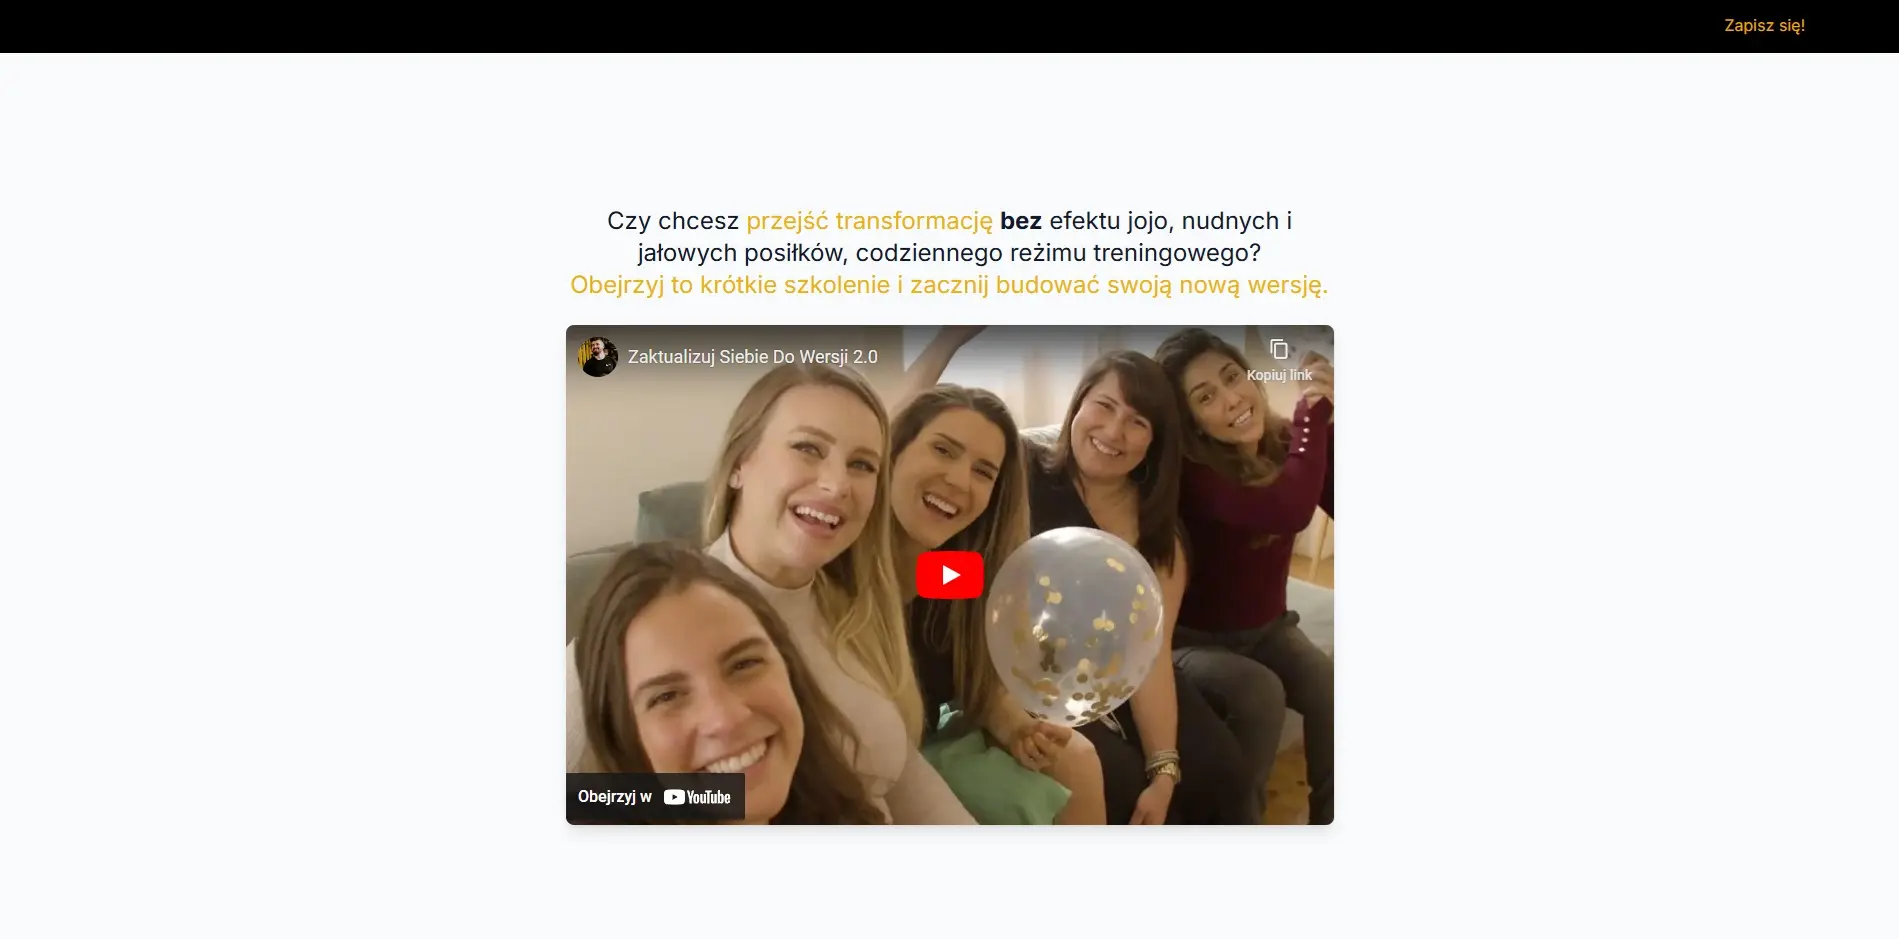 Zapisz się!
Czy chcesz przejść transformację bez efektu jojo, nudnych i
jałowych posiłków, codziennego reżimu treningowego?
Obejrzyj to krótkie szkolenie i zacznij budować swoją nową wersję.
Zaktualizuj Siebie Do Wersji 2.0
Kopiuj link
Obejrzyj w YouTube